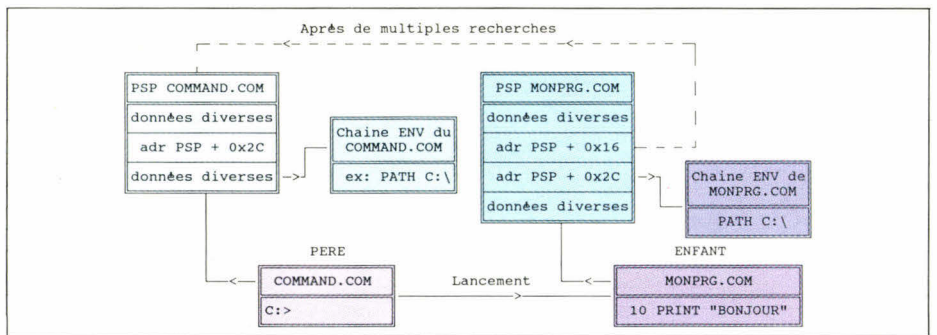 Après de multiples recherches
PSP COMMAND.COM
données diverses
adr PSP + 0x2C
données diverses
Chaine ENV du
COMMAND.COM
ex: PATH C:\
PSP MONPRG.COM
données diverses
adr PSP + 0x16
adr PSP + 0x2C
données diverses
Chaine ENV de
MONPRG.COM
PATH C:\
PERE
COMMAND.COM
C:>
Lancement
ENFANT
MONPRG.COM
10 PRINT "BONJOUR"